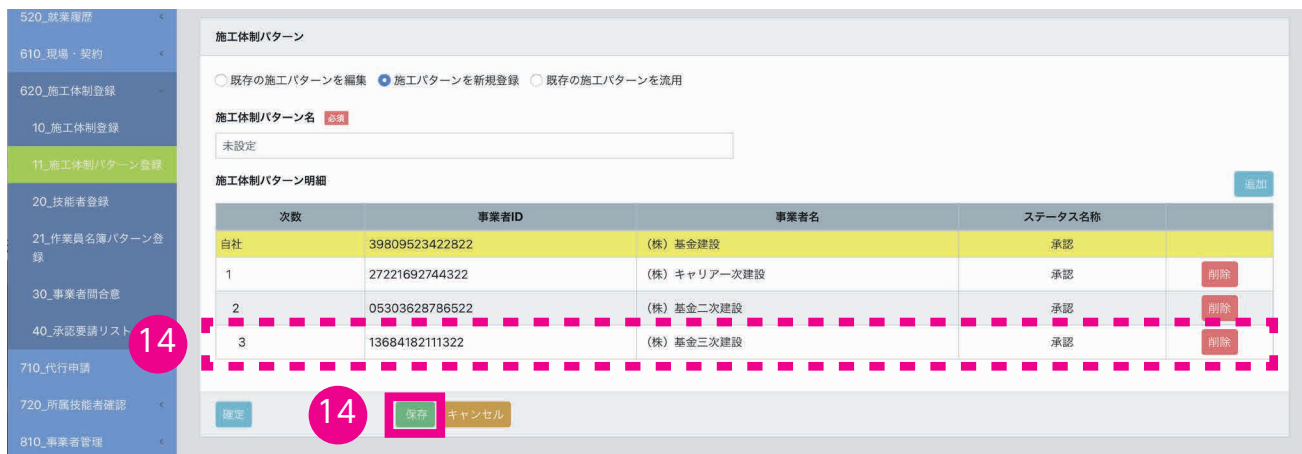 520_就業履歴
610_現場・契約
620_施工体制登録
10_施工体制登録
11_施工体制パターン登録
20_技能者登録
21_作業員名簿パターン登
録
30_事業者間合意
40_承認要請リスト
710_代行申請
720_所属技能者確認
810_事業者管理
施工体制パターン
既存の施工パターンを編集 施工パターンを新規登録 既存の施工パターンを流用
施工体制パターン名 必須
未設定
施工体制パターン明細 追加
次数 事業者ID 事業者名 ステータス名称
自社 39809523422822 (株)基金建設 承認
1 27221692744322 (株)キャリア一次建設 承認 削除
2 05303628786522 (株)基金二次建設 承認 削除
14 3 13684182111322 (株)基金三次建設 承認 削除
確定 14 保存 キャンセル